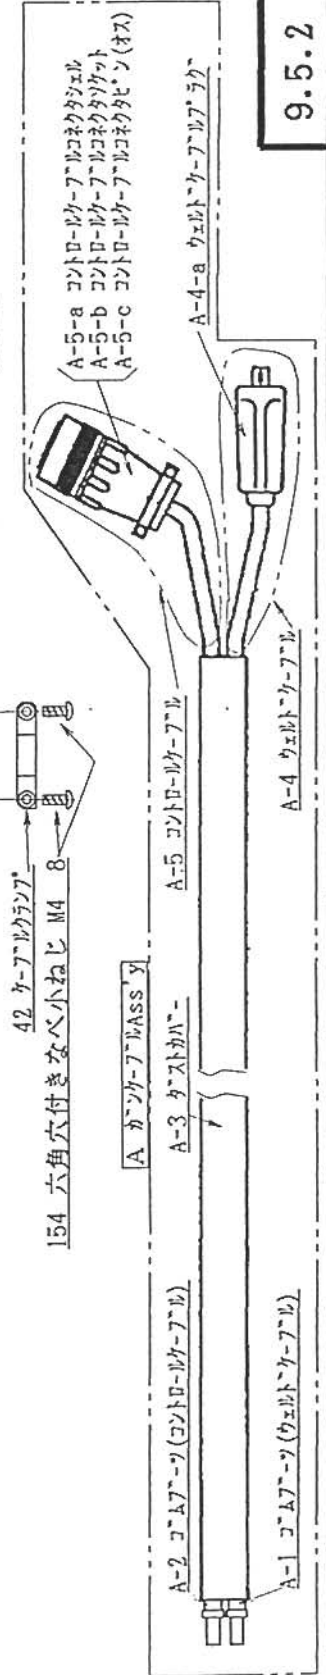 42 ケーブルクランプ
154 六角穴付きなべ小ねじ M4 8
A ガンケーブルAss'y
A-5-a コントロールケーブルコネクタシェル
A-5-b コントロールケーブルコネクタソケット
A-5-c コントロールケーブルコネクタピン(オス)
A-5 コントロールケーブル
A-4-a ウェルトケーブルプラグ
A-3 ダストカバー
A-4 ウェルトケーブル
A-2 ゴムブーツ(コントロールケーブル)
A-1 ゴムブーツ(ウェルトケーブル)
9.5.2